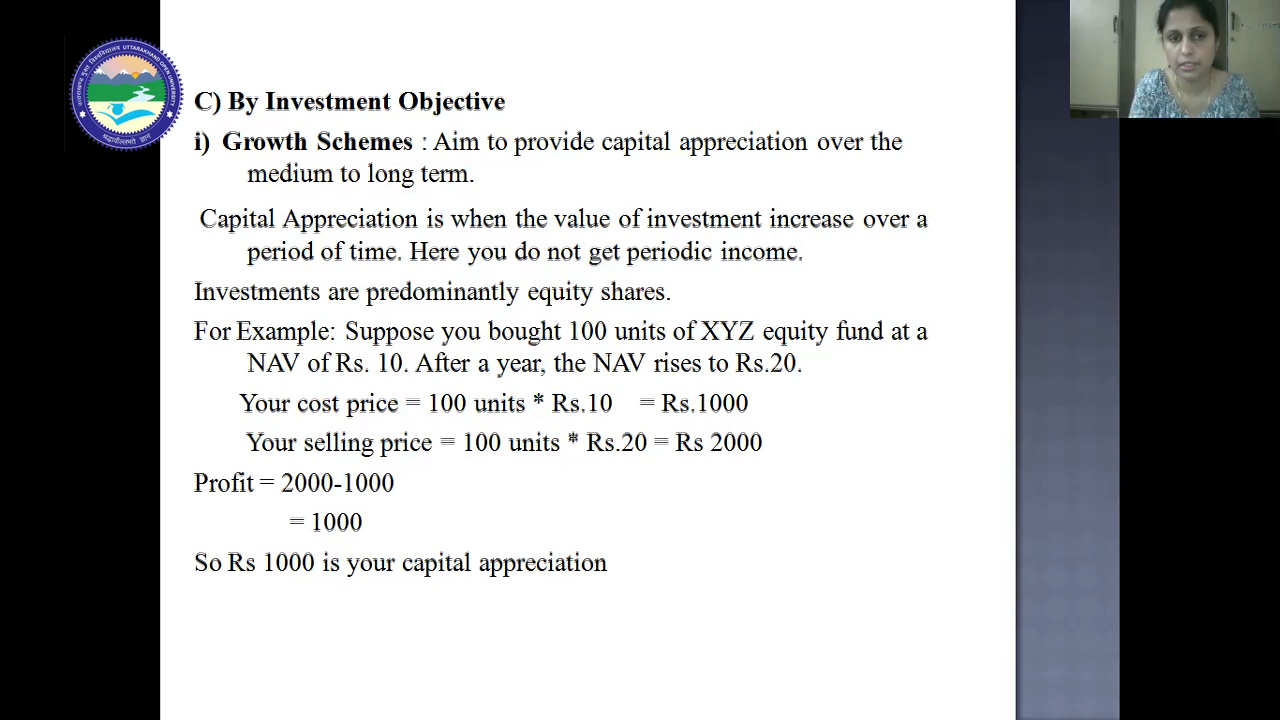 UTTARAKHAND OPEN UNIVERSITY
C) By Investment Objective
i) Growth Schemes : Aim to provide capital appreciation over the
medium to long term.
Capital Appreciation is when the value of investment increase over a
period of time. Here you do not get periodic income.
Investments are predominantly equity shares.
For Example: Suppose you bought 100 units of XYZ equity fund at a
NAV of Rs. 10. After a year, the NAV rises to Rs.20.
Your cost price = 100 units * Rs.10 = Rs.1000
Your selling price = 100 units * Rs.20 = Rs 2000
Profit = 2000-1000
= 1000
So Rs 1000 is your capital appreciation